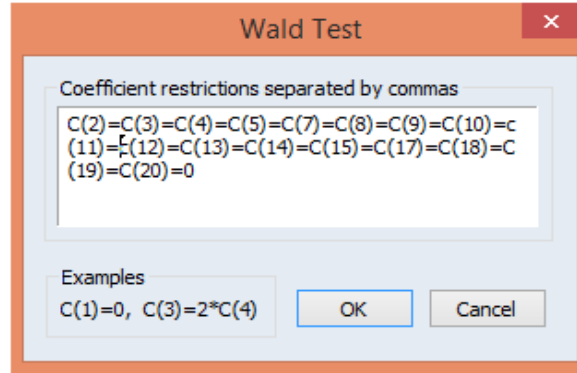 Wald Test
×
Coefficient restrictions separated by commas
C(2)=C(3)=C(4)=C(5)=C(7)=C(8)=C(9)=C(10)=c
(11)=C(12)=C(13)=C(14)=C(15)=C(17)=C(18)=C
(19)=C(20)=0
Examples
C(1)=0, C(3)=2*C(4)
OK
Cancel